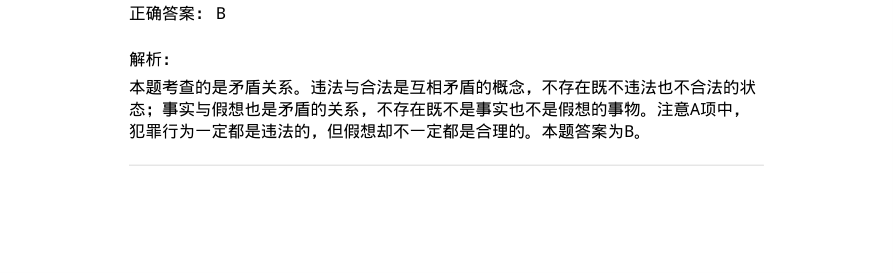 正确答案： B
解析：
本题考查的是矛盾关系。违法与合法是互相矛盾的概念，不存在既不违法也不合法的状
态；事实与假想也是矛盾的关系，不存在既不是事实也不是假想的事物。注意A项中，
犯罪行为一定都是违法的，但假想却不一定都是合理的。本题答案为B。